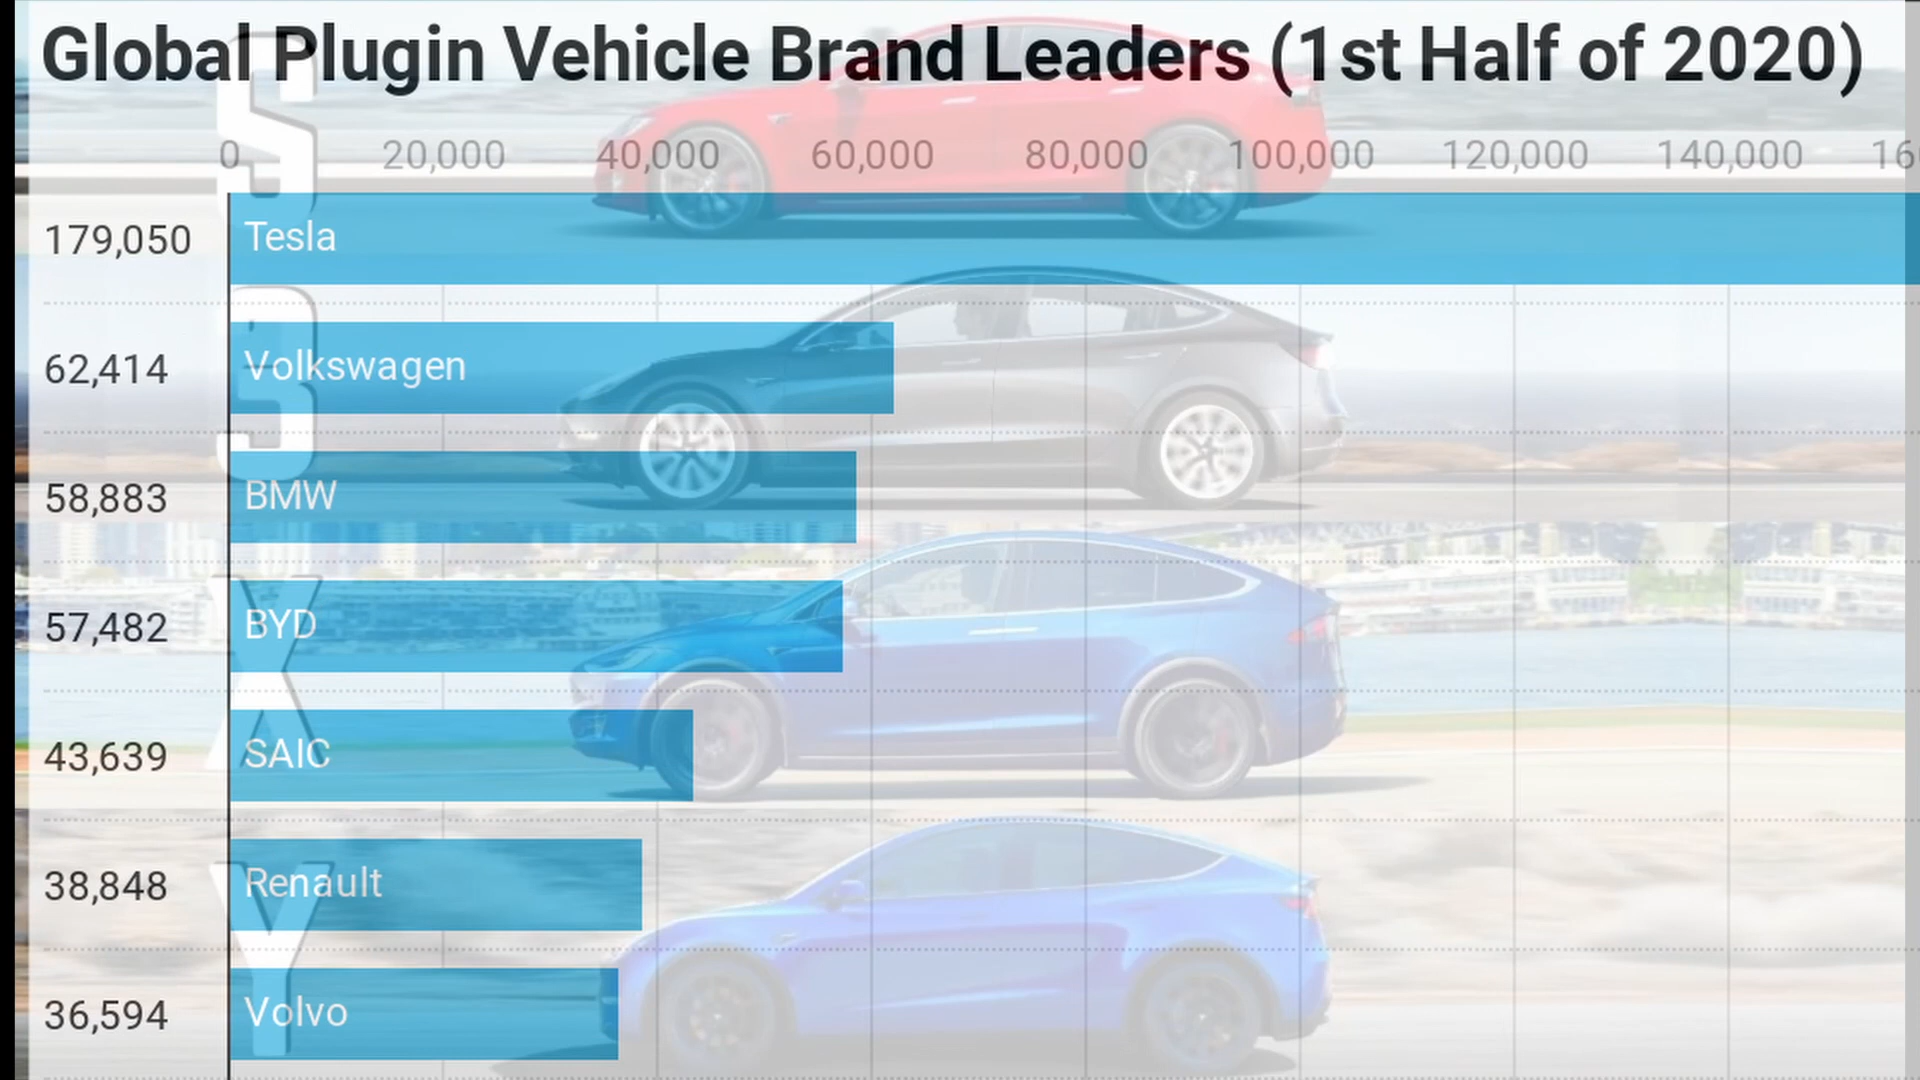 Global Plugin Vehicle Brand Leaders (1st Half of 2020)
0 20,000 40,000 60,000 80,000 100,000 120,000 140,000
179,050 Tesla
62,414 Volkswagen
58,883 BMW
57,482 BYD
43,639 SAIC
38,848 Renault
36,594 Volvo
S
3
X
Y